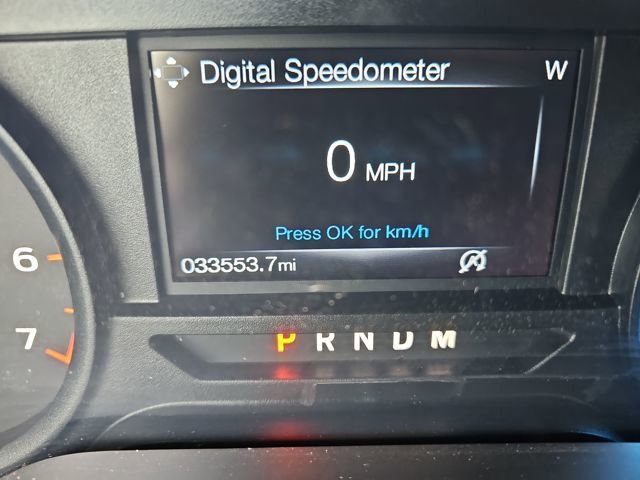 Digital Speedometer W
0 MPH
Press OK for km/h
033553.7mi
6
7
P R N D M